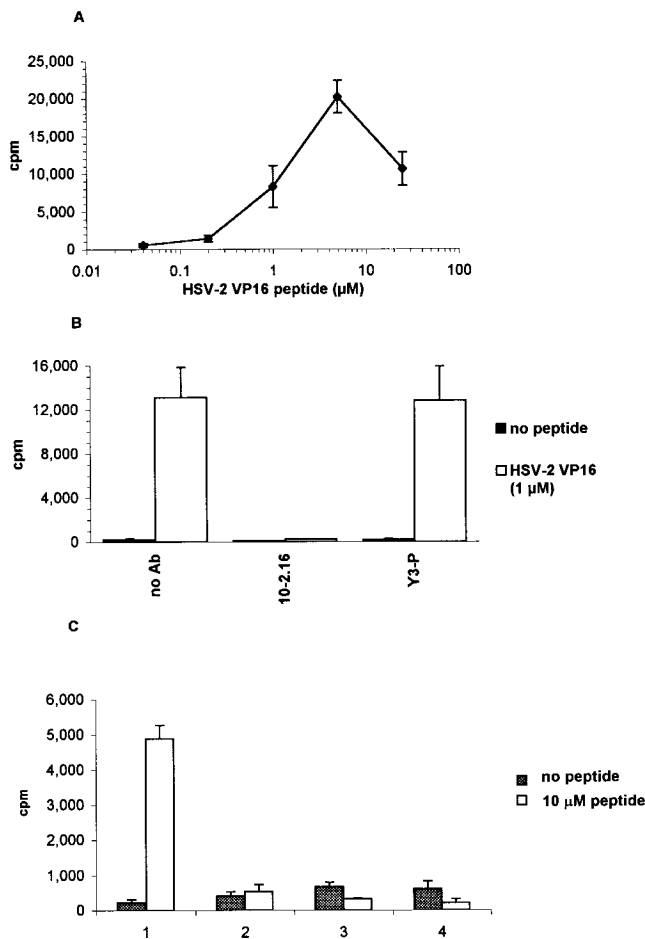 A
25,000
20,000
15,000
10,000
5,000
0
cpm
0.01 0.1 1 10 100
HSV-2 VP16 peptide (µM)
B
16,000
12,000
8,000
4,000
0
cpm
no Ab
10-2.16
Y3-P
no peptide
HSV-2 VP16
(1 µM)
C
6,000
5,000
4,000
3,000
2,000
1,000
0
cpm
1 2 3 4
no peptide
10 µM peptide